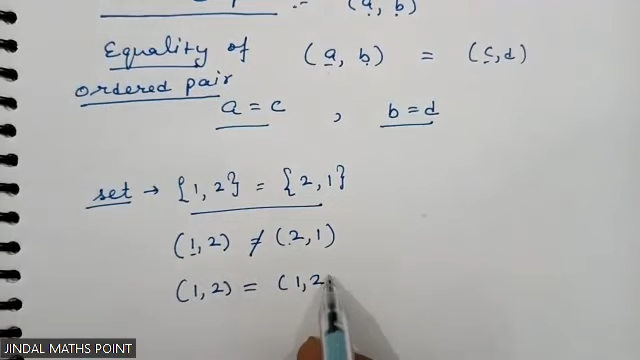 (a, b)
Equality of (a, b) = (c, d)
ordered pair
a = c , b = d
set → {1, 2} = {2, 1}
(1, 2) ≠ (2, 1)
(1, 2) = (1, 2
JINDAL MATHS POINT